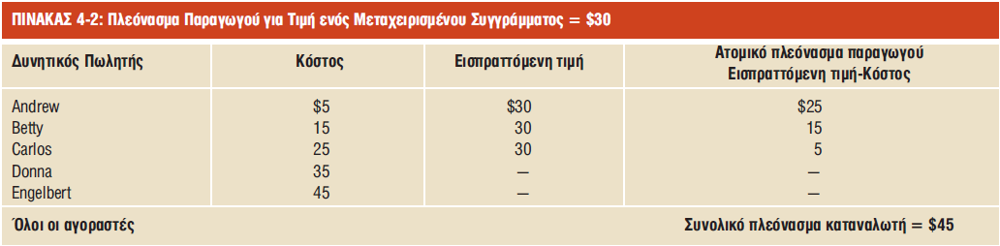 ΠΙΝΑΚΑΣ 4-2: Πλεόνασμα Παραγωγού για Τιμή ενός Μεταχειρισμένου Συγγράμματος = $30
Δυνητικός Πωλητής Κόστος Εισπραττόμενη τιμή Ατομικό πλεόνασμα παραγωγού
Εισπραττόμενη τιμή-Κόστος
Andrew $5 $30 $25
Betty 15 30 15
Carlos 25 30 5
Donna 35 — —
Engelbert 45 — —
Όλοι οι αγοραστές Συνολικό πλεόνασμα καταναλωτή = $45